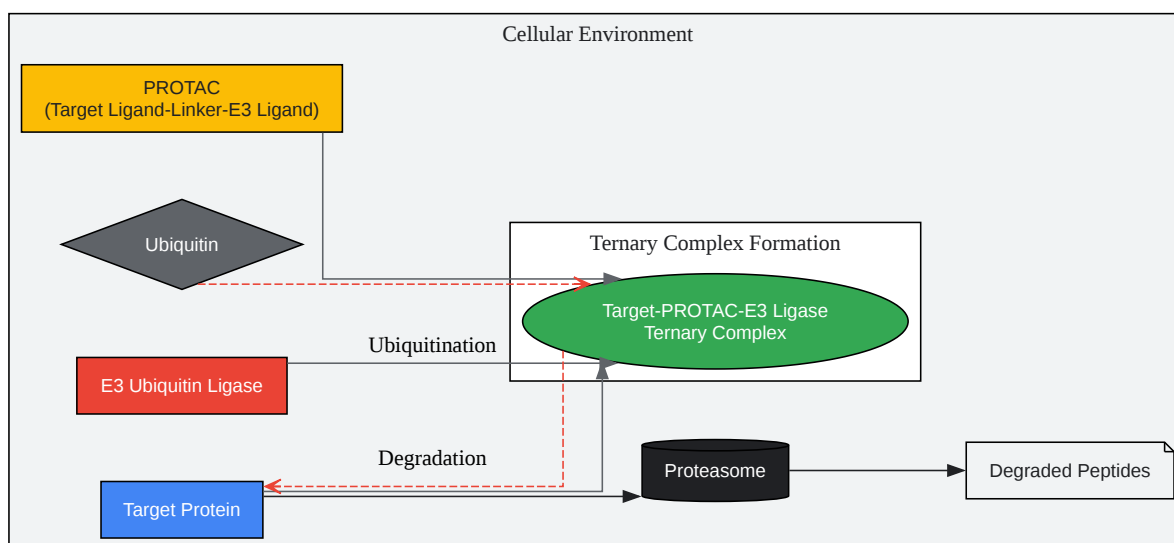 Cellular Environment
PROTAC
(Target Ligand-Linker-E3 Ligand)
Ubiquitin
Ternary Complex Formation
Target-PROTAC-E3 Ligase
Ternary Complex
Ubiquitination
E3 Ubiquitin Ligase
Degradation
Proteasome
Degraded Peptides
Target Protein